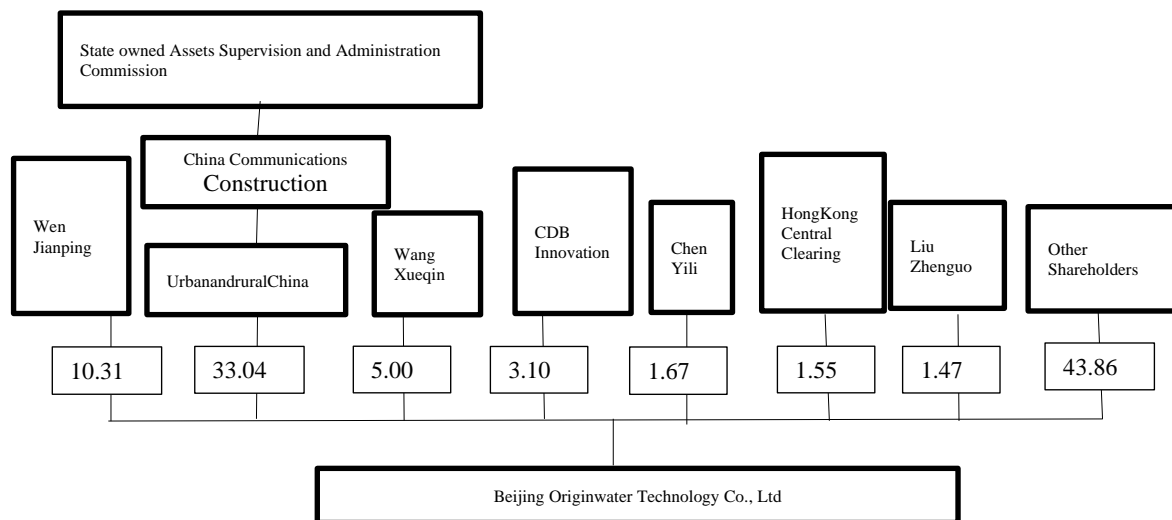 State owned Assets Supervision and Administration
Commission
China Communications
Construction
Wen
Jianping
UrbanandruralChina
Wang
Xueqin
CDB
Innovation
Chen
Yili
HongKong
Central
Clearing
Liu
Zhenguo
Other
Shareholders
10.31
33.04
5.00
3.10
1.67
1.55
1.47
43.86
Beijing Originwater Technology Co., Ltd